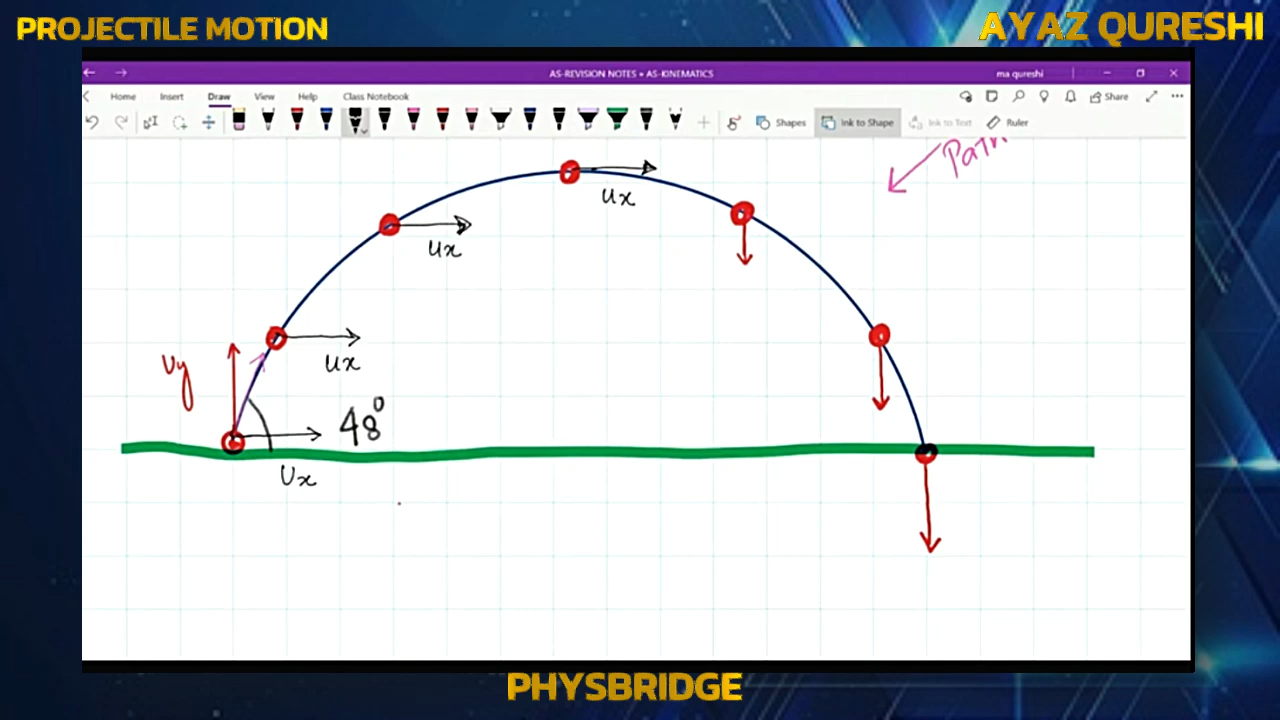 PROJECTILE MOTION
AYAZ QURESHI
AS-REVISION NOTES • AS-KINEMATICS
ma qureshi
Home Insert Draw View Help Class Notebook
Share
Shapes
Ink to Shape
Ink to Text
Ruler
Path
ux
ux
ux
Uy
48°
Ux
PHYSBRIDGE